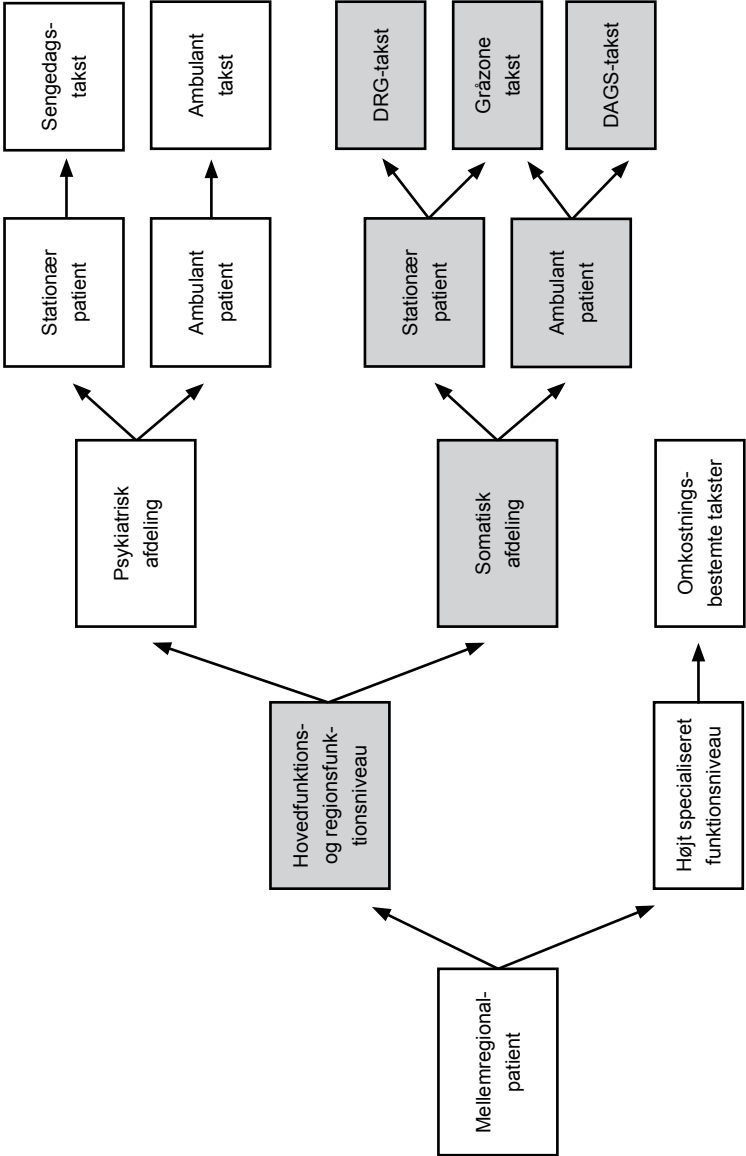 Mellemregional-
patient
Hovedfunktions-
og regionsfunk-
tionsniveau
Højt specialiseret
funktionsniveau
Psykiatrisk
afdeling
Somatisk
afdeling
Omkostnings-
bestemte takster
Stationær
patient
Ambulant
patient
Stationær
patient
Ambulant
patient
Sengedags-
takst
Ambulant
takst
DRG-takst
Gråzone
takst
DAGS-takst